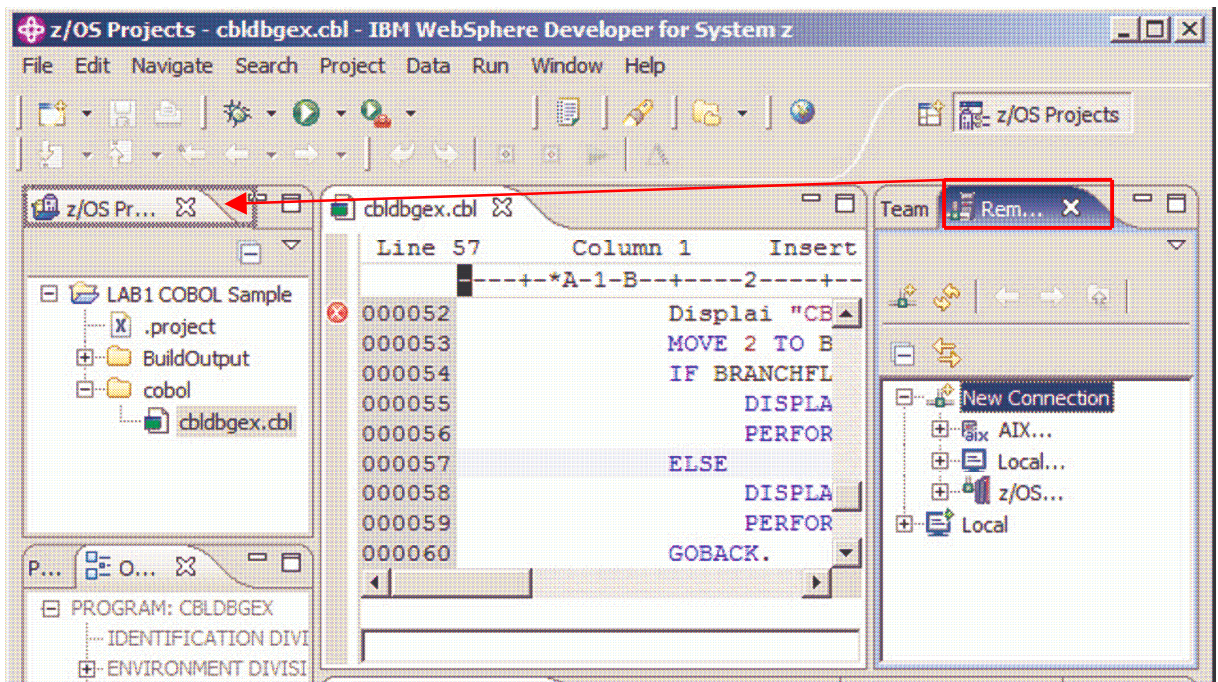 z/OS Projects - cbldbgex.cbl - IBM WebSphere Developer for System z
File Edit Navigate Search Project Data Run Window Help
z/OS Projects
z/OS Pr...
LAB1 COBOL Sample
.project
BuildOutput
cobol
cbldbgex.cbl
P... O...
PROGRAM: CBLDBGEX
IDENTIFICATION DIVI
ENVIRONMENT DIVISI
cbldbgex.cbl
Line 57 Column 1 Insert
----+-*A-1-B--+----2----+--
000052 Displai "CB
000053 MOVE 2 TO B
000054 IF BRANCHFL
000055 DISPLA
000056 PERFOR
000057 ELSE
000058 DISPLA
000059 PERFOR
000060 GOBACK.
Team Rem...
New Connection
AIX...
Local...
z/OS...
Local